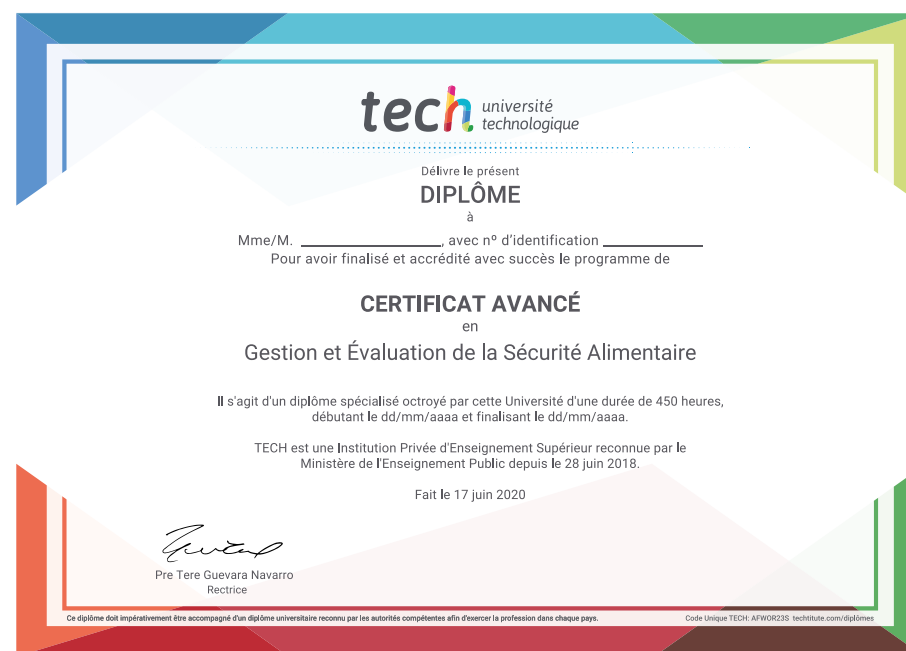 tech université
technologique
Délivre le présent
DIPLÔME
à
Mme/M. ____________________, avec nº d'identification ______________
Pour avoir finalisé et accrédité avec succès le programme de
CERTIFICAT AVANCÉ
en
Gestion et Évaluation de la Sécurité Alimentaire
Il s'agit d'un diplôme spécialisé octroyé par cette Université d'une durée de 450 heures,
débutant le dd/mm/aaaa et finalisant le dd/mm/aaaa.
TECH est une Institution Privée d'Enseignement Supérieur reconnue par le
Ministère de l'Enseignement Public depuis le 28 juin 2018.
Fait le 17 juin 2020
Pre Tere Guevara Navarro
Rectrice
Ce diplôme doit impérativement être accompagné d'un diplôme universitaire reconnu par les autorités compétentes afin d'exercer la profession dans chaque pays.
Code Unique TECH: AFWOR23S techtitute.com/diplômes